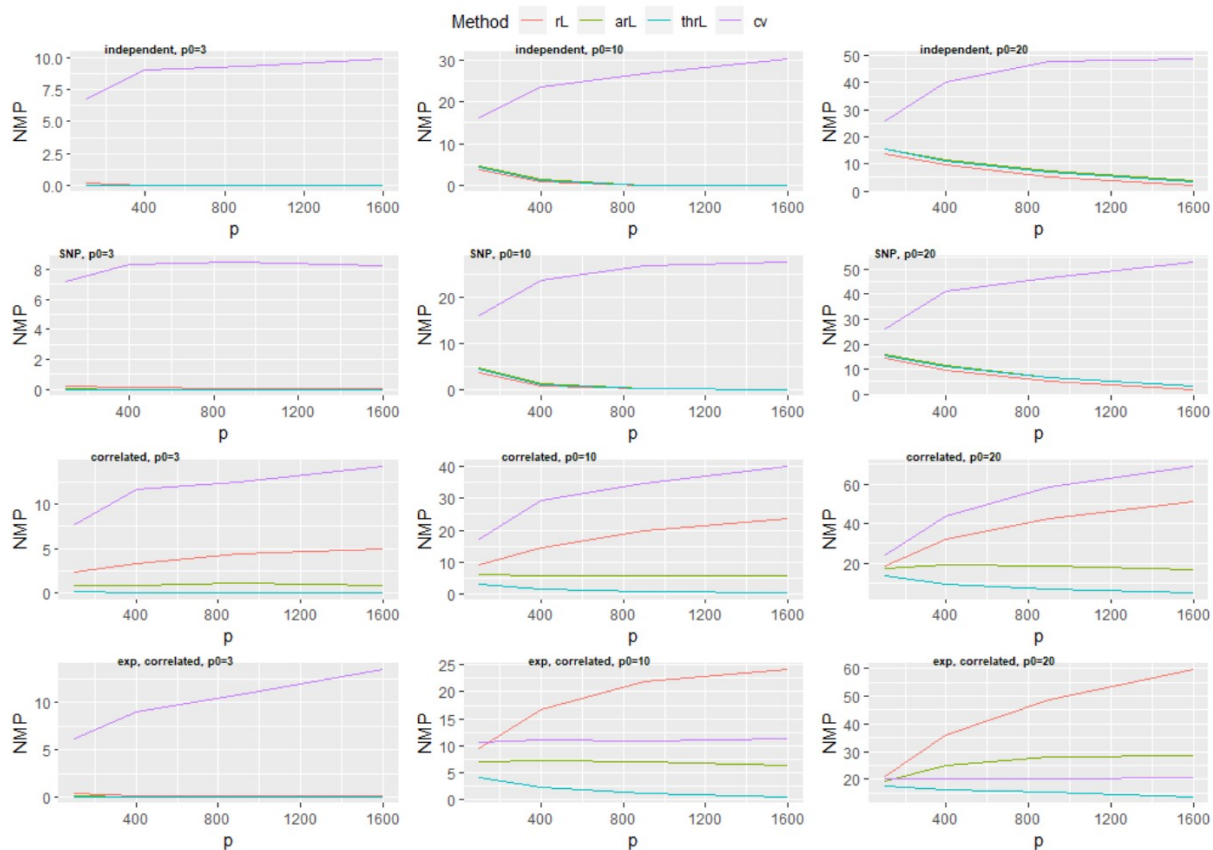 Method rL arL thrL cv
independent, p0=3
independent, p0=10
independent, p0=20
NMP
10.0
7.5
5.0
2.5
0.0
400 800 1200 1600
p
NMP
30
20
10
0
400 800 1200 1600
p
NMP
50
40
30
20
10
0
400 800 1200 1600
p
SNP, p0=3
SNP, p0=10
SNP, p0=20
NMP
8
6
4
2
0
400 800 1200 1600
p
NMP
20
10
0
400 800 1200 1600
p
NMP
50
40
30
20
10
0
400 800 1200 1600
p
correlated, p0=3
correlated, p0=10
correlated, p0=20
NMP
10
5
0
400 800 1200 1600
p
NMP
40
30
20
10
0
400 800 1200 1600
p
NMP
60
40
20
400 800 1200 1600
p
exp, correlated, p0=3
exp, correlated, p0=10
exp, correlated, p0=20
NMP
10
5
0
400 800 1200 1600
p
NMP
25
20
15
10
5
0
400 800 1200 1600
p
NMP
60
50
40
30
20
400 800 1200 1600
p